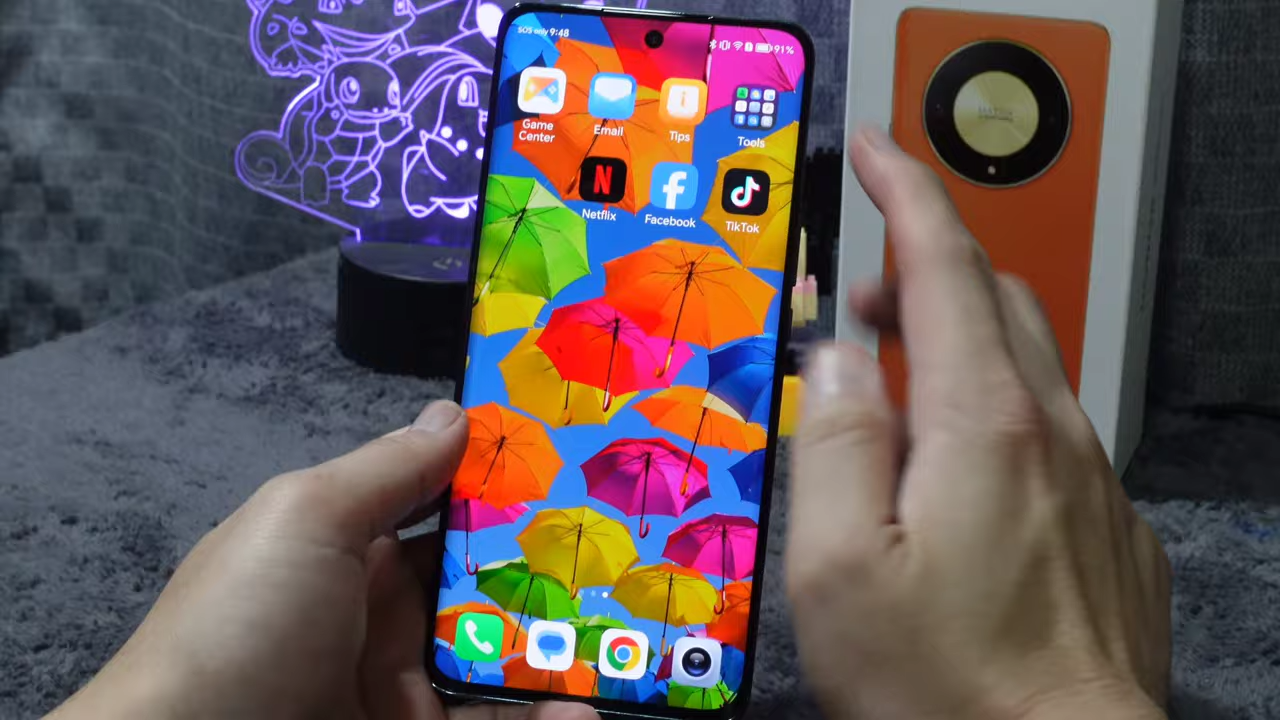 SOS only 9:48
91%
Game
Center
Email
Tips
Tools
N
Netflix
Facebook
TikTok